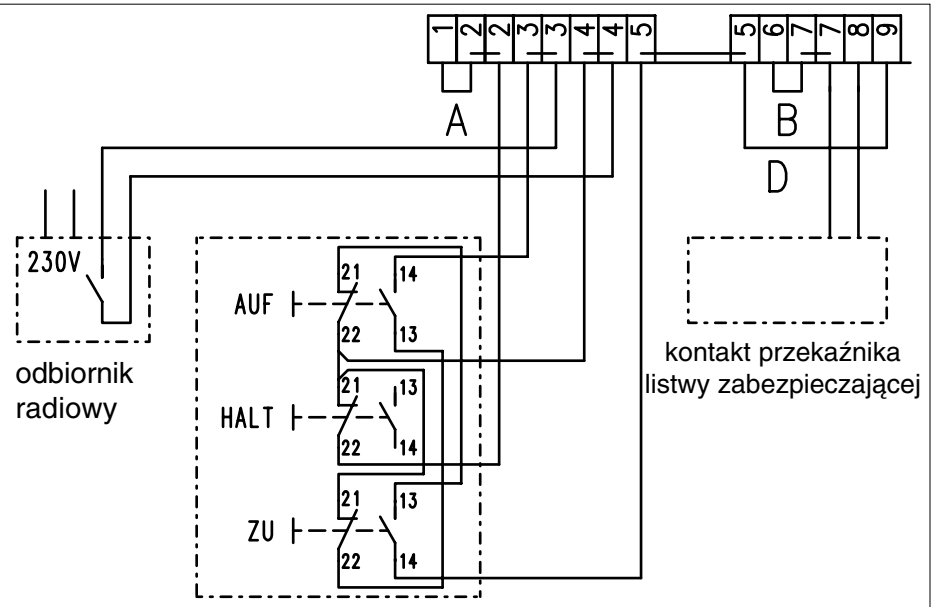 1 2 2 3 3 4 4 5 5 6 7 7 8 9
A B
D
230V
odbiornik
radiowy
21 14
AUF
22 13
21 13
HALT
22 14
21 13
ZU
22 14
kontakt przekaźnika
listwy zabezpieczającej